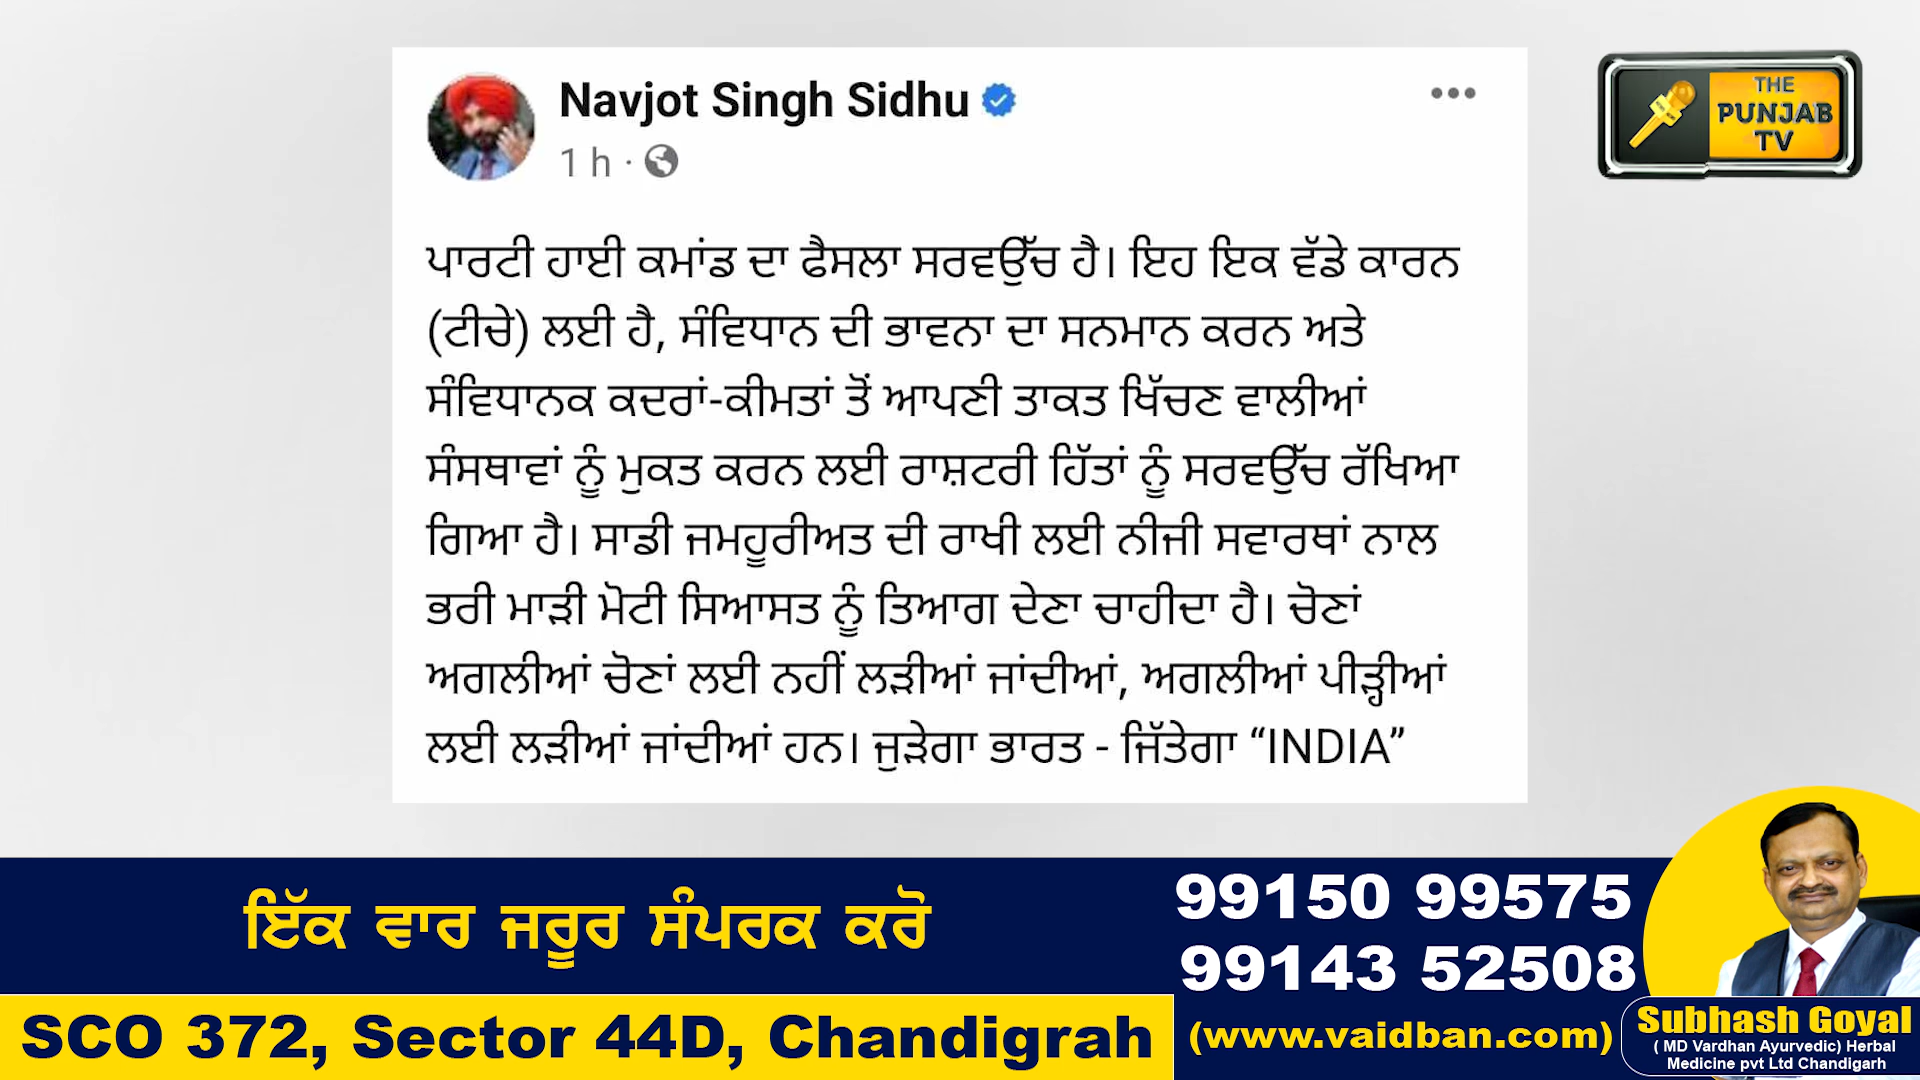 Navjot Singh Sidhu
1 h ·
THE
PUNJAB
TV
ਪਾਰਟੀ ਹਾਈ ਕਮਾਂਡ ਦਾ ਫੈਸਲਾ ਸਰਵਉੱਚ ਹੈ। ਇਹ ਇਕ ਵੱਡੇ ਕਾਰਨ
(ਟੀਚੇ) ਲਈ ਹੈ, ਸੰਵਿਧਾਨ ਦੀ ਭਾਵਨਾ ਦਾ ਸਨਮਾਨ ਕਰਨ ਅਤੇ
ਸੰਵਿਧਾਨਕ ਕਦਰਾਂ-ਕੀਮਤਾਂ ਤੋਂ ਆਪਣੀ ਤਾਕਤ ਖਿੱਚਣ ਵਾਲੀਆਂ
ਸੰਸਥਾਵਾਂ ਨੂੰ ਮੁਕਤ ਕਰਨ ਲਈ ਰਾਸ਼ਟਰੀ ਹਿੱਤਾਂ ਨੂੰ ਸਰਵਉੱਚ ਰੱਖਿਆ
ਗਿਆ ਹੈ। ਸਾਡੀ ਜਮਹੂਰੀਅਤ ਦੀ ਰਾਖੀ ਲਈ ਨੀਜੀ ਸਵਾਰਥਾਂ ਨਾਲ
ਭਰੀ ਮਾੜੀ ਮੋਟੀ ਸਿਆਸਤ ਨੂੰ ਤਿਆਗ ਦੇਣਾ ਚਾਹੀਦਾ ਹੈ। ਚੋਣਾਂ
ਅਗਲੀਆਂ ਚੋਣਾਂ ਲਈ ਨਹੀਂ ਲੜੀਆਂ ਜਾਂਦੀਆਂ, ਅਗਲੀਆਂ ਪੀੜ੍ਹੀਆਂ
ਲਈ ਲੜੀਆਂ ਜਾਂਦੀਆਂ ਹਨ। ਜੁੜੇਗਾ ਭਾਰਤ - ਜਿੱਤੇਗਾ “INDIA”
ਇੱਕ ਵਾਰ ਜਰੂਰ ਸੰਪਰਕ ਕਰੋ
99150 99575
99143 52508
SCO 372, Sector 44D, Chandigrah
(www.vaidban.com)
Subhash Goyal
( MD Vardhan Ayurvedic) Herbal
Medicine pvt Ltd Chandigarh